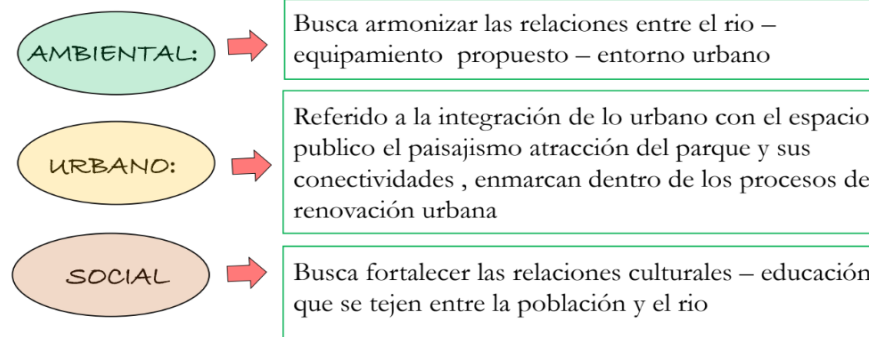 AMBIENTAL:
Busca armonizar las relaciones entre el rio –
equipamiento propuesto – entorno urbano
URBANO:
Referido a la integración de lo urbano con el espacio
publico el paisajismo atracción del parque y sus
conectividades , enmarcan dentro de los procesos de
renovación urbana
SOCIAL
Busca fortalecer las relaciones culturales – educación
que se tejen entre la población y el rio